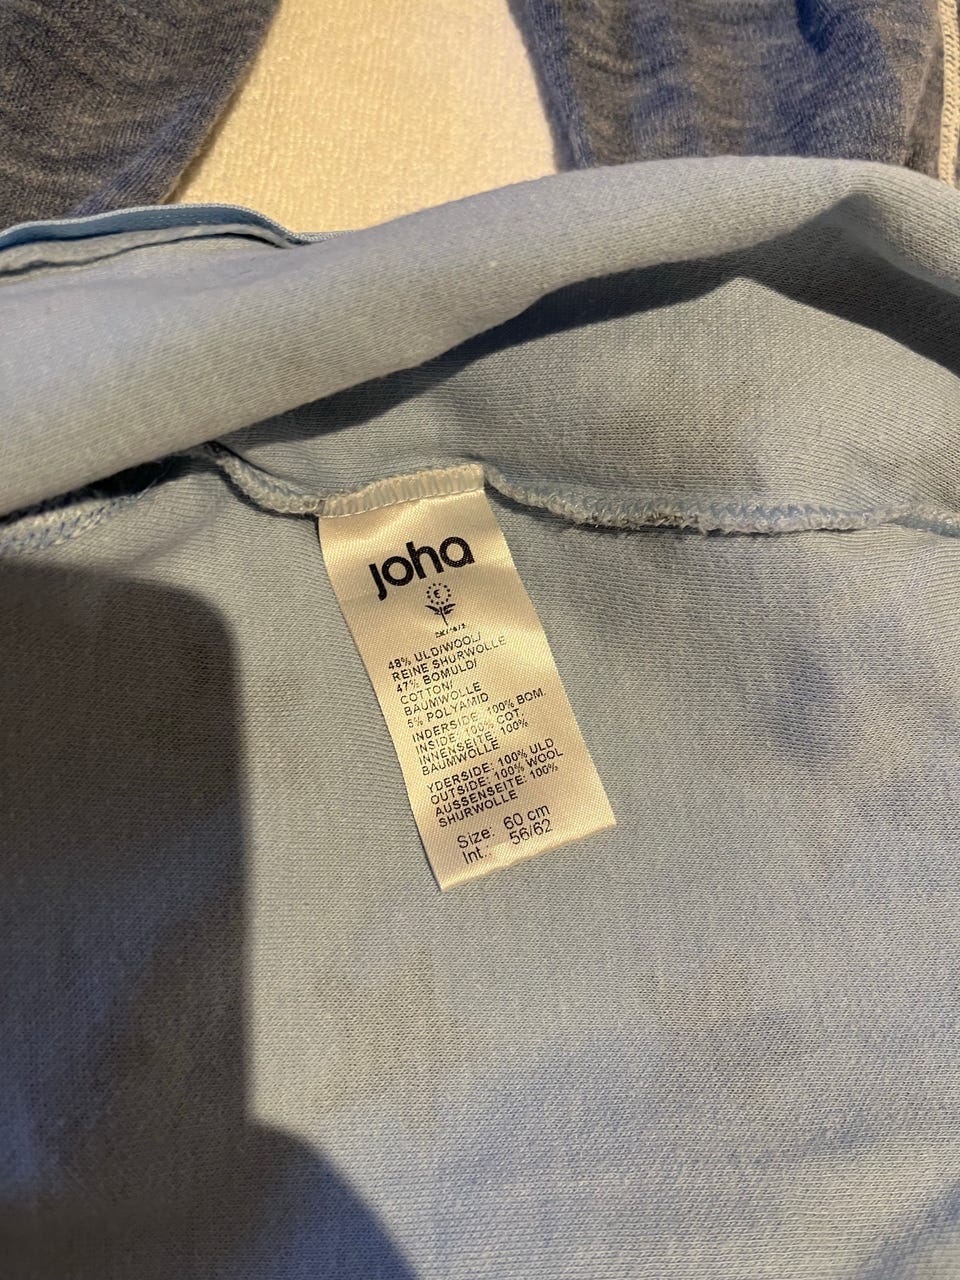 joha
48% ULD/WOOL/
REINE SHURWOLLE
47% BOMULD/
COTTON/
BAUMWOLLE
5% POLYAMID
INDERSIDE: 100% BOM.
INSIDE: 100% COT.
INNENSEITE: 100%
BAUMWOLLE
YDERSIDE: 100% ULD
OUTSIDE: 100% WOOL
AUSSENSEITE: 100%
SHURWOLLE
Size: 60 cm
Int.: 56/62